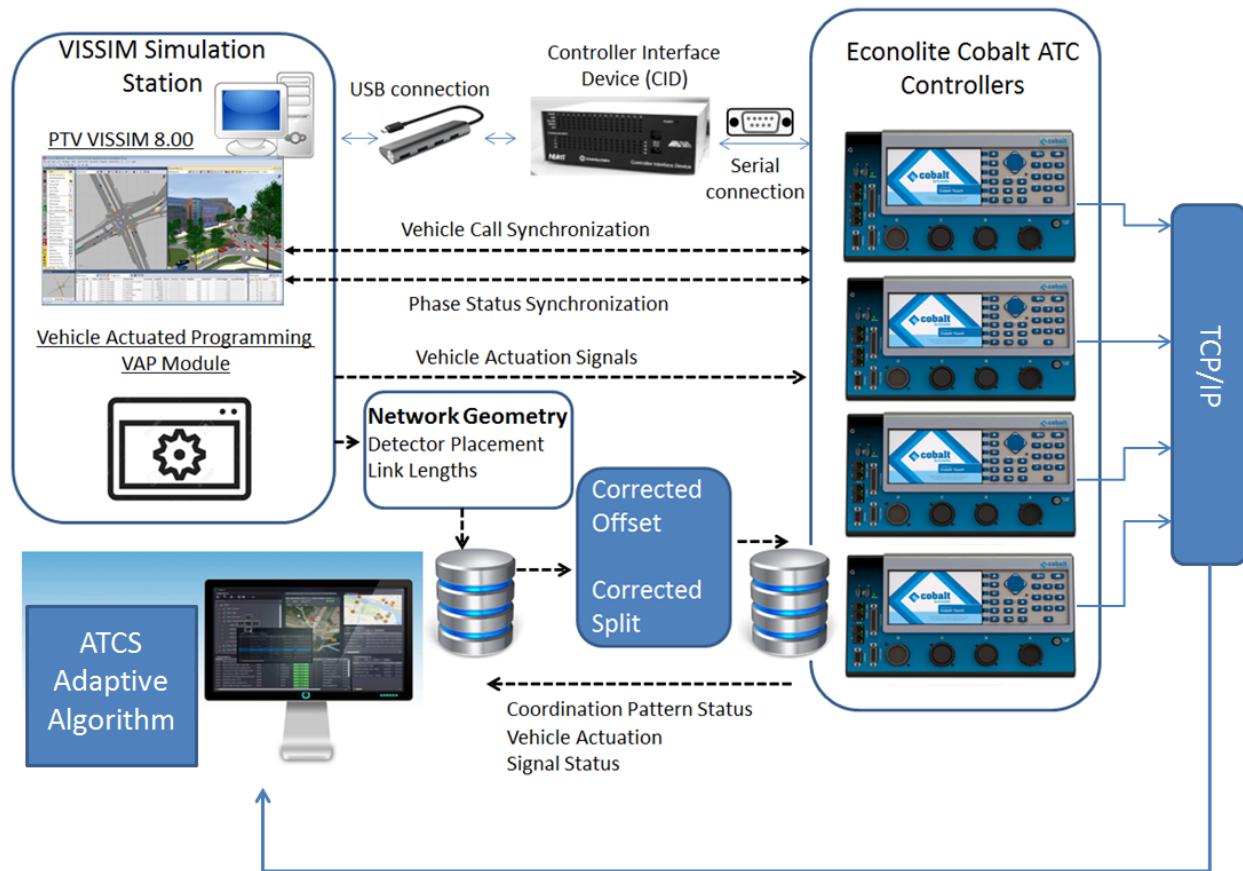 VISSIM Simulation
Station
PTV VISSIM 8.00
Vehicle Actuated Programming
VAP Module
USB connection
Controller Interface
Device (CID)
Controller Interface Device
Serial
connection
Econolite Cobalt ATC
Controllers
cobalt
cobalt
cobalt
cobalt
Vehicle Call Synchronization
Phase Status Synchronization
Vehicle Actuation Signals
Network Geometry
Detector Placement
Link Lengths
Corrected
Offset
Corrected
Split
TCP/IP
ATCS
Adaptive
Algorithm
Coordination Pattern Status
Vehicle Actuation
Signal Status